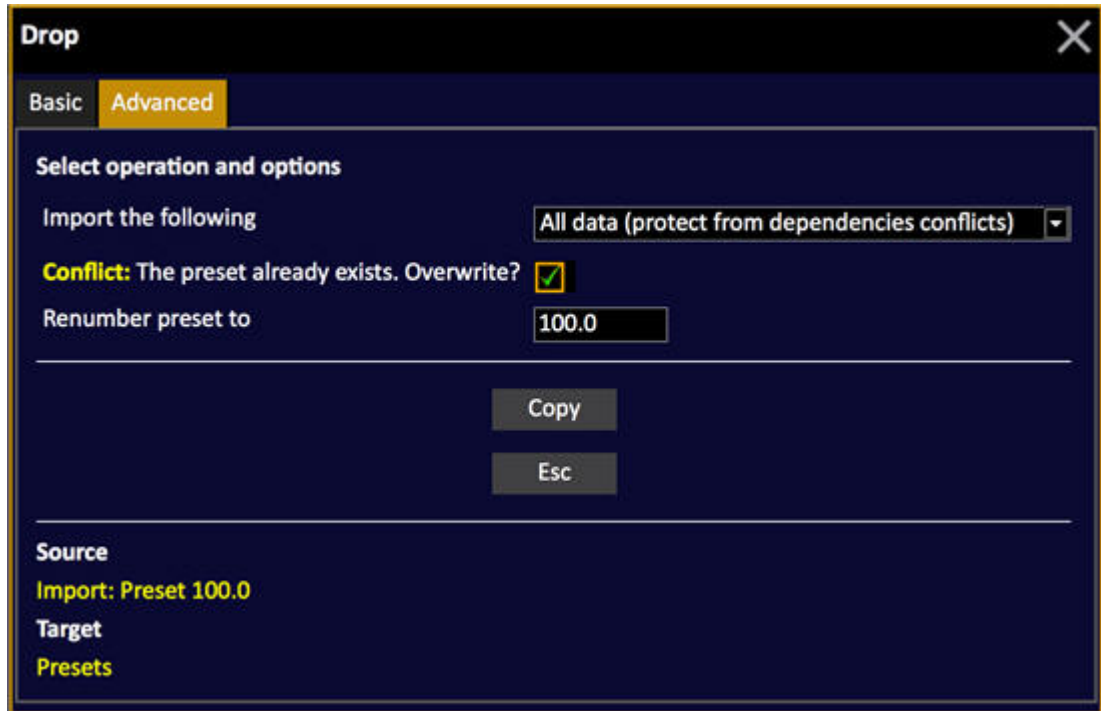 Drop
Basic Advanced
Select operation and options
Import the following All data (protect from dependencies conflicts)
Conflict: The preset already exists. Overwrite?
Renumber preset to 100.0
Copy
Esc
Source
Import: Preset 100.0
Target
Presets